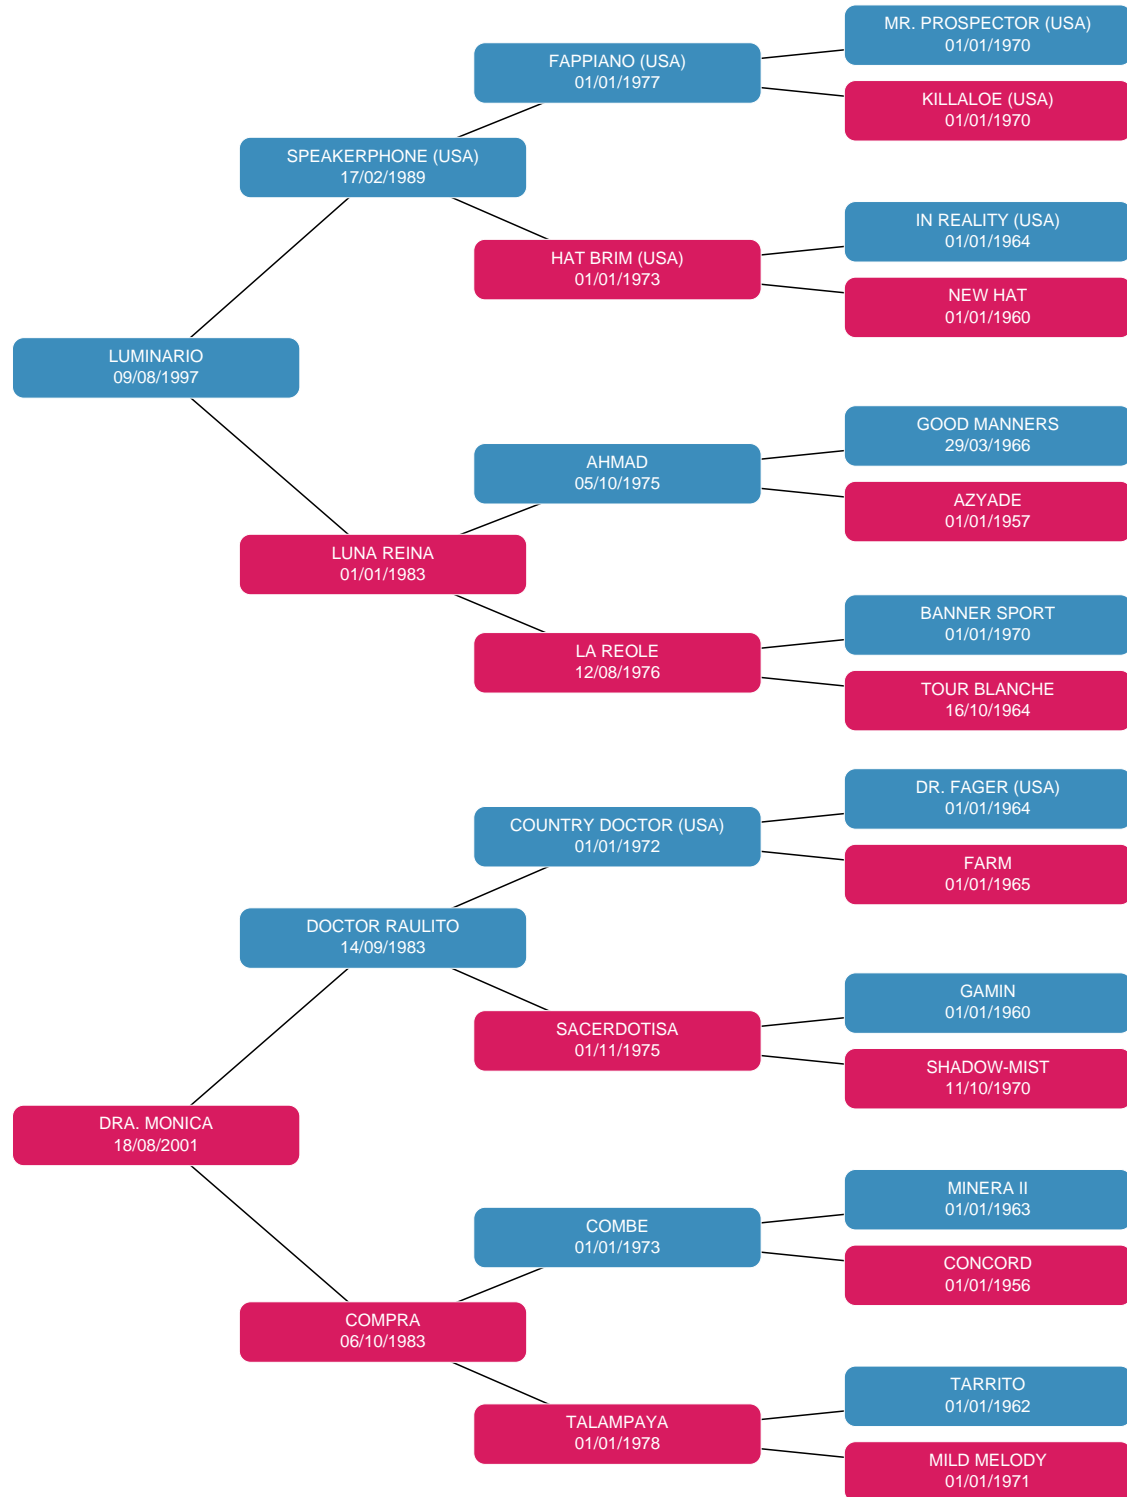 MR. PROSPECTOR (USA)
01/01/1970
FAPPIANO (USA)
01/01/1977
KILLALOE (USA)
01/01/1970
SPEAKERPHONE (USA)
17/02/1989
IN REALITY (USA)
01/01/1964
HAT BRIM (USA)
01/01/1973
NEW HAT
01/01/1960
LUMINARIO
09/08/1997
GOOD MANNERS
29/03/1966
AHMAD
05/10/1975
AZYADE
01/01/1957
LUNA REINA
01/01/1983
BANNER SPORT
01/01/1970
LA REOLE
12/08/1976
TOUR BLANCHE
16/10/1964
DR. FAGER (USA)
01/01/1964
COUNTRY DOCTOR (USA)
01/01/1972
FARM
01/01/1965
DOCTOR RAULITO
14/09/1983
GAMIN
01/01/1960
SACERDOTISA
01/11/1975
SHADOW-MIST
11/10/1970
DRA. MONICA
18/08/2001
MINERA II
01/01/1963
COMBE
01/01/1973
CONCORD
01/01/1956
COMPRA
06/10/1983
TARRITO
01/01/1962
TALAMPAYA
01/01/1978
MILD MELODY
01/01/1971